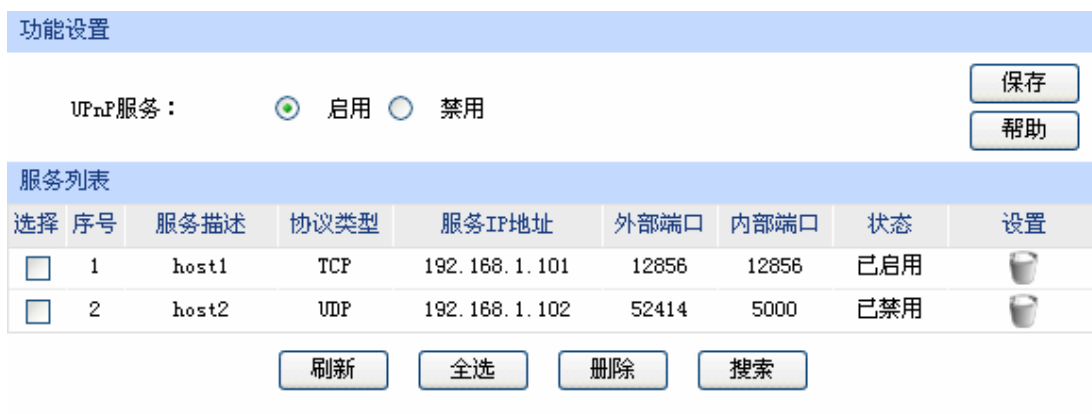 功能设置
UPnP服务： 启用 禁用
保存
帮助
服务列表
选择 序号 服务描述 协议类型 服务IP地址 外部端口 内部端口 状态 设置
1 host1 TCP 192.168.1.101 12856 12856 已启用
2 host2 UDP 192.168.1.102 52414 5000 已禁用
刷新 全选 删除 搜索